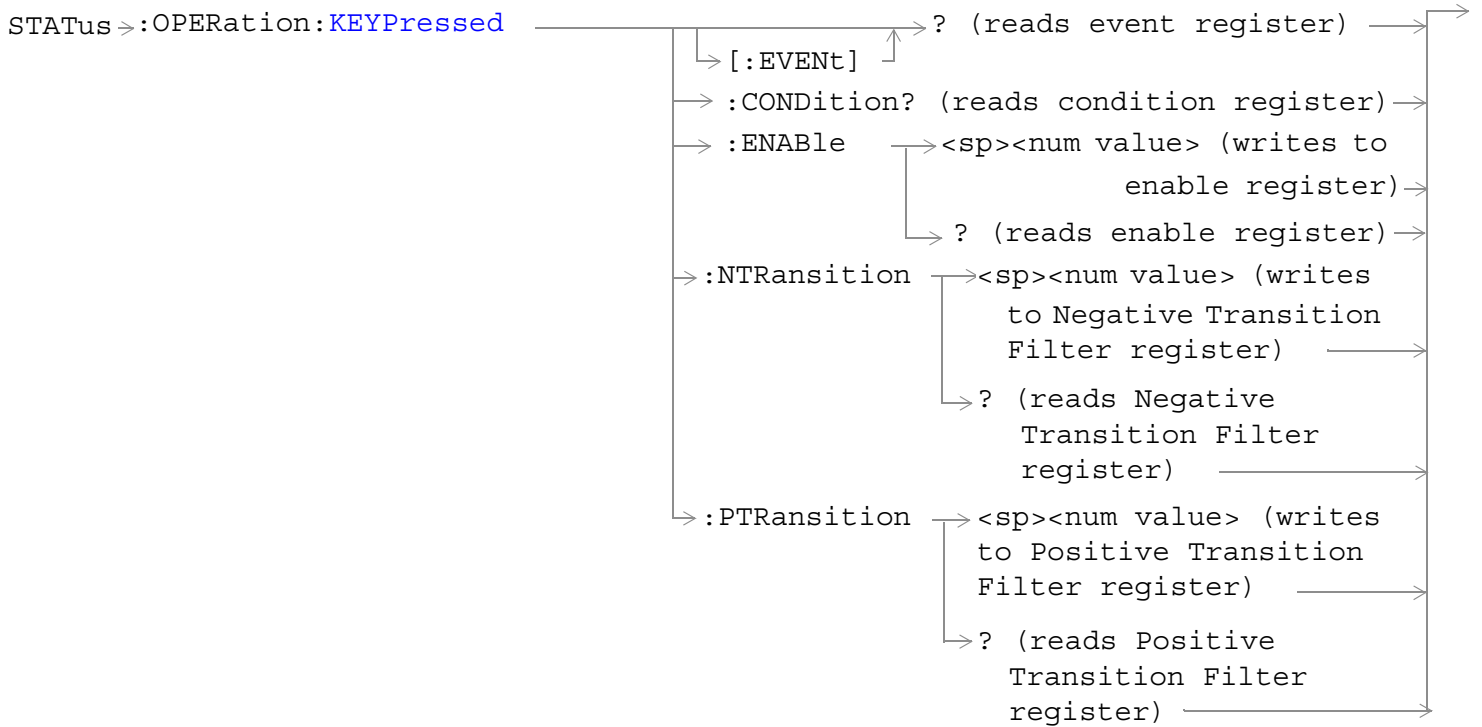 STATus :OPERation:KEYPressed ? (reads event register)
[:EVENt]
:CONDition? (reads condition register)
:ENABle <sp><num value> (writes to
enable register)
? (reads enable register)
:NTRansition <sp><num value> (writes
to Negative Transition
Filter register)
? (reads Negative
Transition Filter
register)
:PTRansition <sp><num value> (writes
to Positive Transition
Filter register)
? (reads Positive
Transition Filter
register)